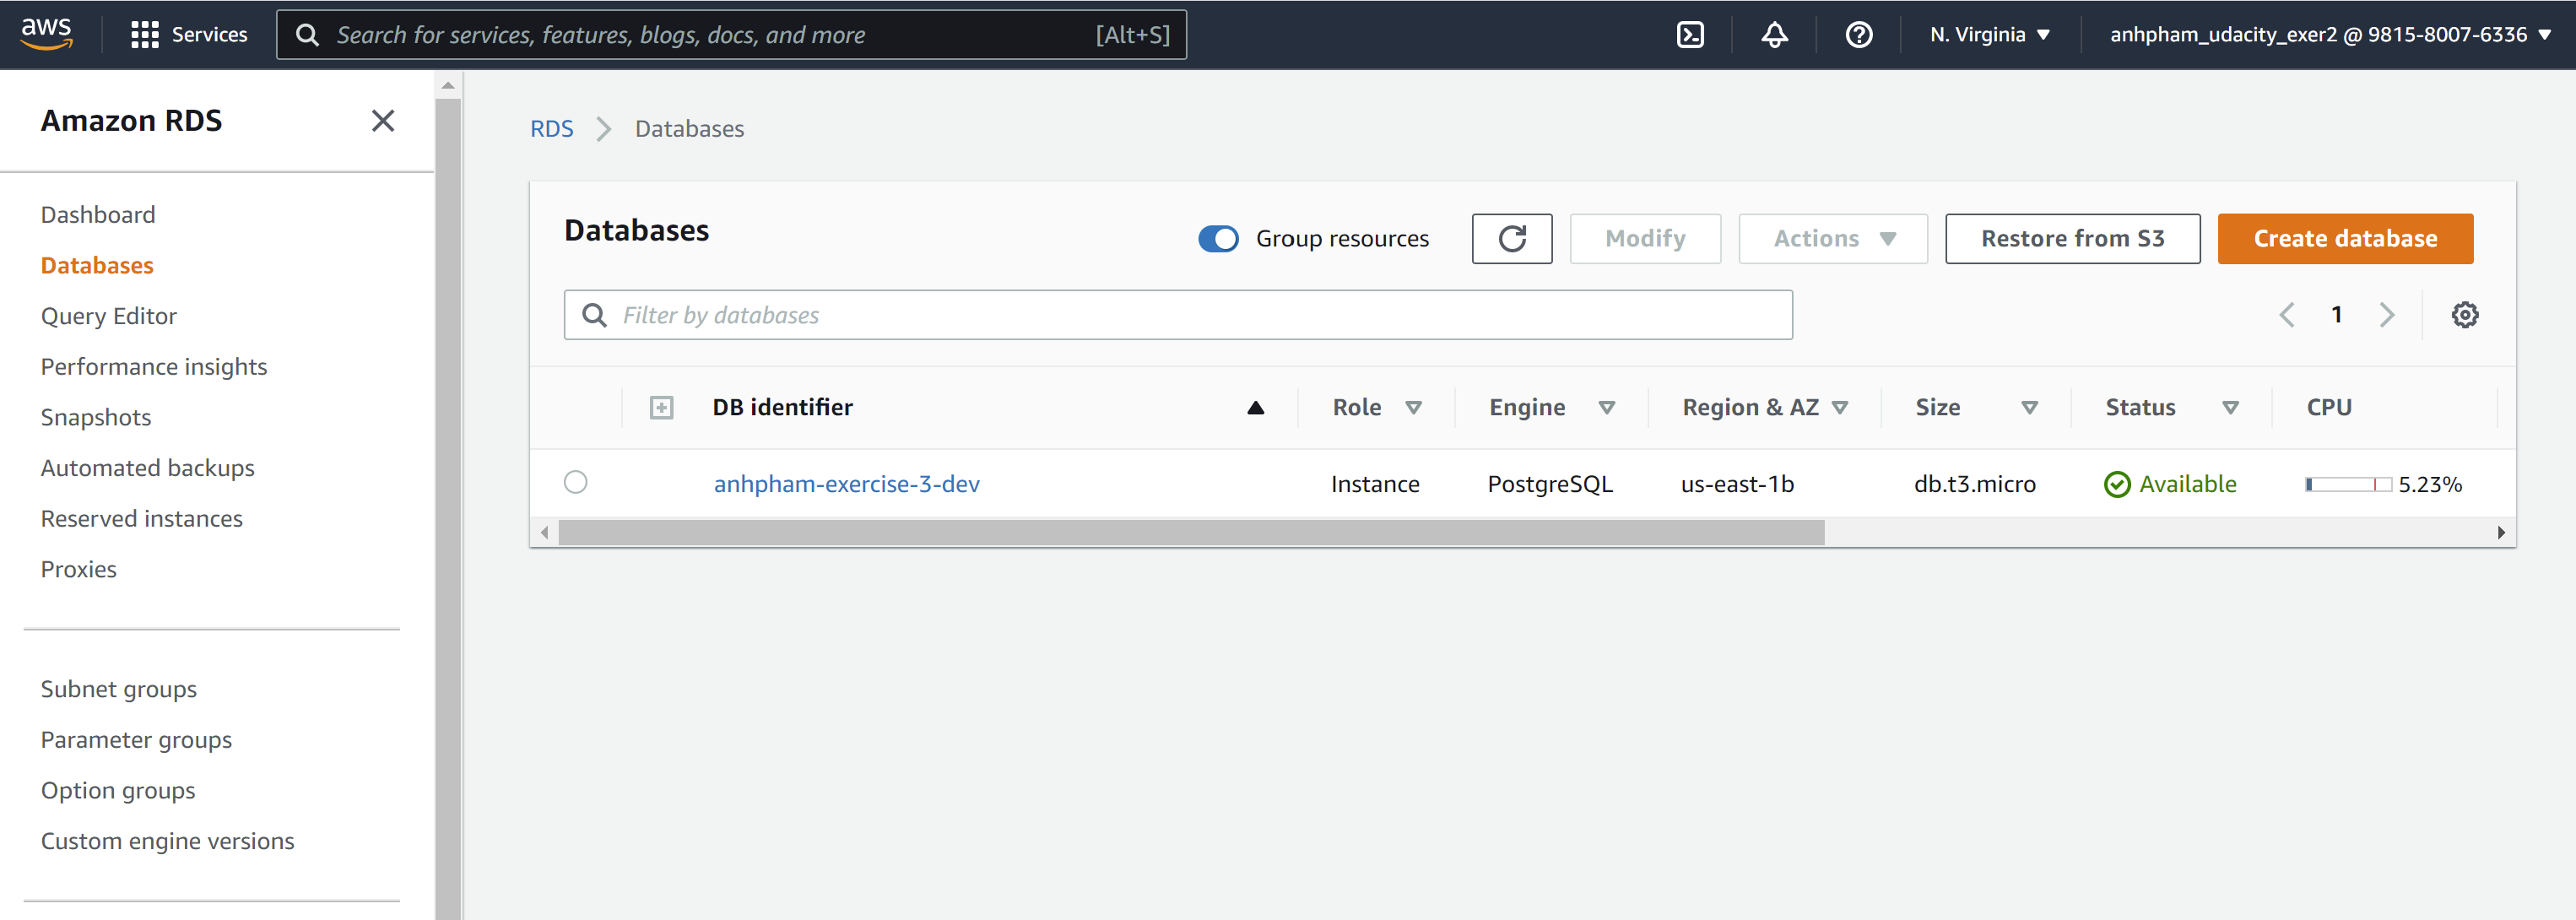 aws Services Search for services, features, blogs, docs, and more [Alt+S] N. Virginia anhpham_udacity_exer2 @ 9815-8007-6336
Amazon RDS
Dashboard
Databases
Query Editor
Performance insights
Snapshots
Automated backups
Reserved instances
Proxies
Subnet groups
Parameter groups
Option groups
Custom engine versions
RDS Databases
Databases Group resources Modify Actions Restore from S3 Create database
Filter by databases 1
DB identifier Role Engine Region & AZ Size Status CPU
anhpham-exercise-3-dev Instance PostgreSQL us-east-1b db.t3.micro Available 5.23%